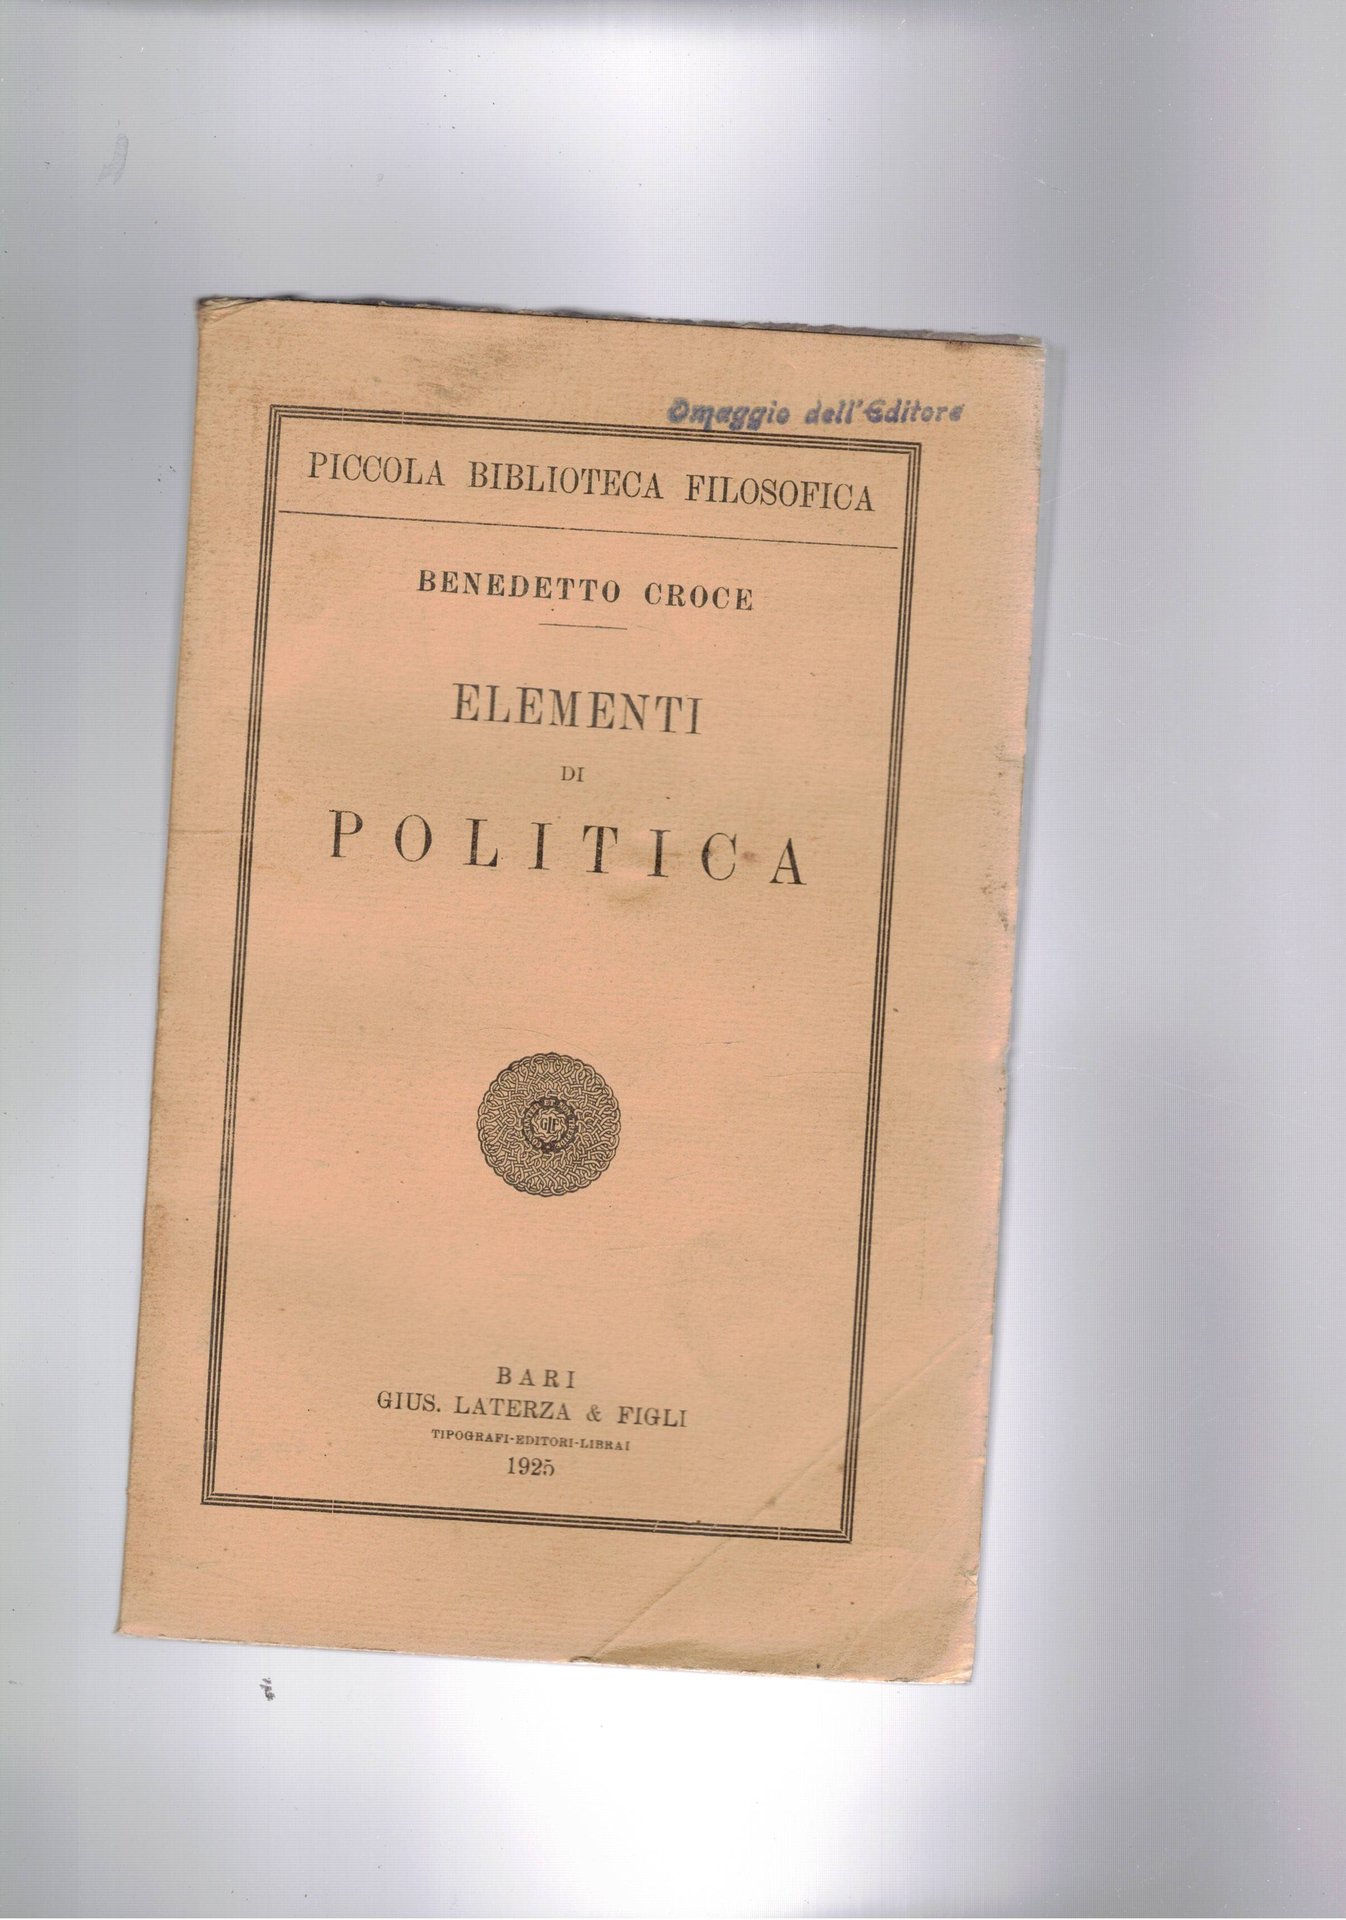 Omaggio dell'Editore
PICCOLA BIBLIOTECA FILOSOFICA
BENEDETTO CROCE
ELEMENTI
DI
POLITICA
BARI
GIUS. LATERZA & FIGLI
TIPOGRAFI-EDITORI-LIBRAI
1925